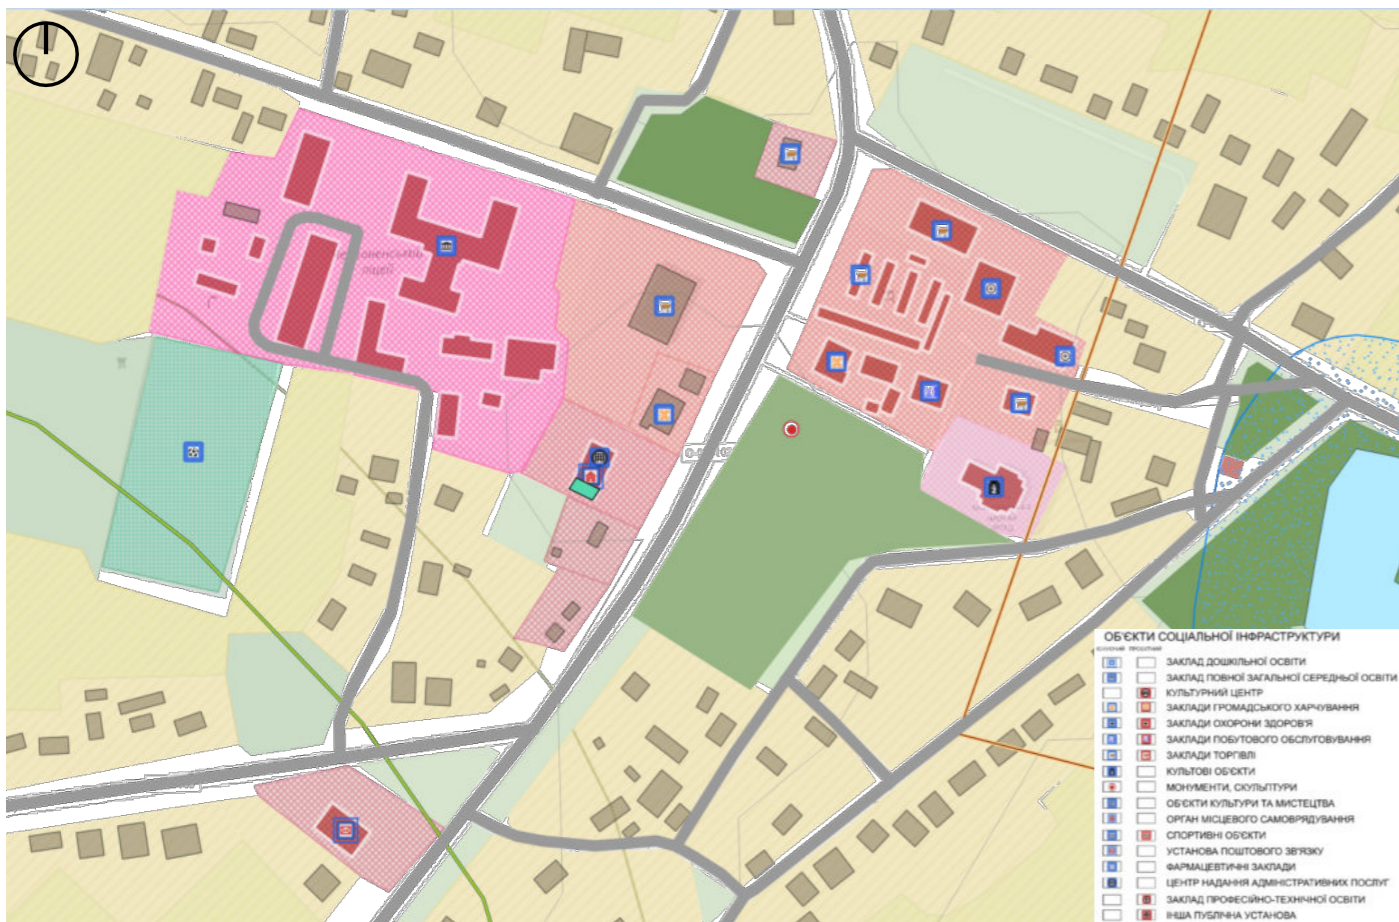 ліцей
ОБ'ЄКТИ СОЦІАЛЬНОЇ ІНФРАСТРУКТУРИ
ЗАКЛАД ДОШКІЛЬНОЇ ОСВІТИ
ЗАКЛАД ПОВНОЇ ЗАГАЛЬНОЇ СЕРЕДНЬОЇ ОСВІТИ
КУЛЬТУРНИЙ ЦЕНТР
ЗАКЛАДИ ГРОМАДСЬКОГО ХАРЧУВАННЯ
ЗАКЛАДИ ОХОРОНИ ЗДОРОВ'Я
ЗАКЛАДИ ПОБУТОВОГО ОБСЛУГОВУВАННЯ
ЗАКЛАДИ ТОРГІВЛІ
КУЛЬТОВІ ОБ'ЄКТИ
МОНУМЕНТИ, СКУЛЬПТУРИ
ОБ'ЄКТИ КУЛЬТУРИ ТА МИСТЕЦТВА
ОРГАН МІСЦЕВОГО САМОВРЯДУВАННЯ
СПОРТИВНІ ОБ'ЄКТИ
УСТАНОВА ПОШТОВОГО ЗВ'ЯЗКУ
ФАРМАЦЕВТИЧНІ ЗАКЛАДИ
ЦЕНТР НАДАННЯ АДМІНІСТРАТИВНИХ ПОСЛУГ
ЗАКЛАД ПРОФЕСІЙНО-ТЕХНІЧНОЇ ОСВІТИ
ІНША ПУБЛІЧНА УСТАНОВА